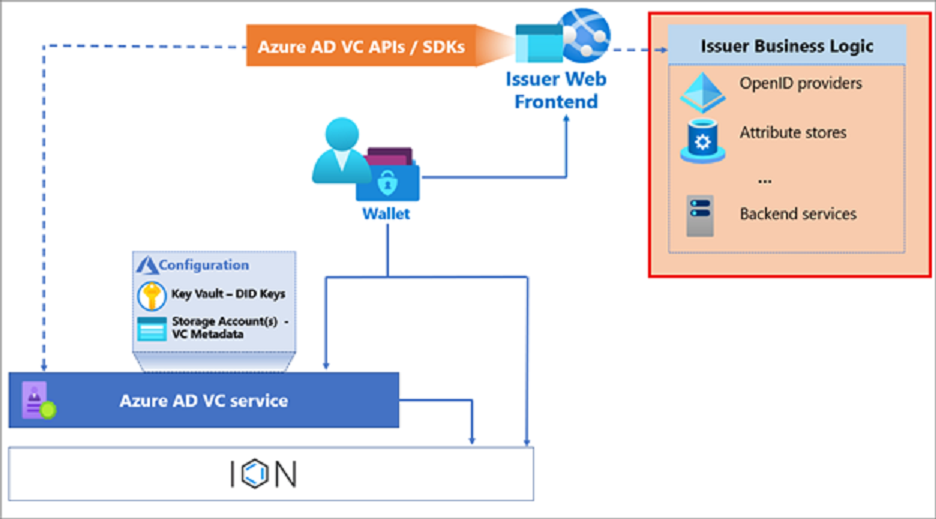 Azure AD VC APIs / SDKs
Issuer Web
Frontend
Issuer Business Logic
OpenID providers
Attribute stores
...
Backend services
Wallet
Configuration
Key Vault – DID Keys
Storage Account(s) -
VC Metadata
Azure AD VC service
ION